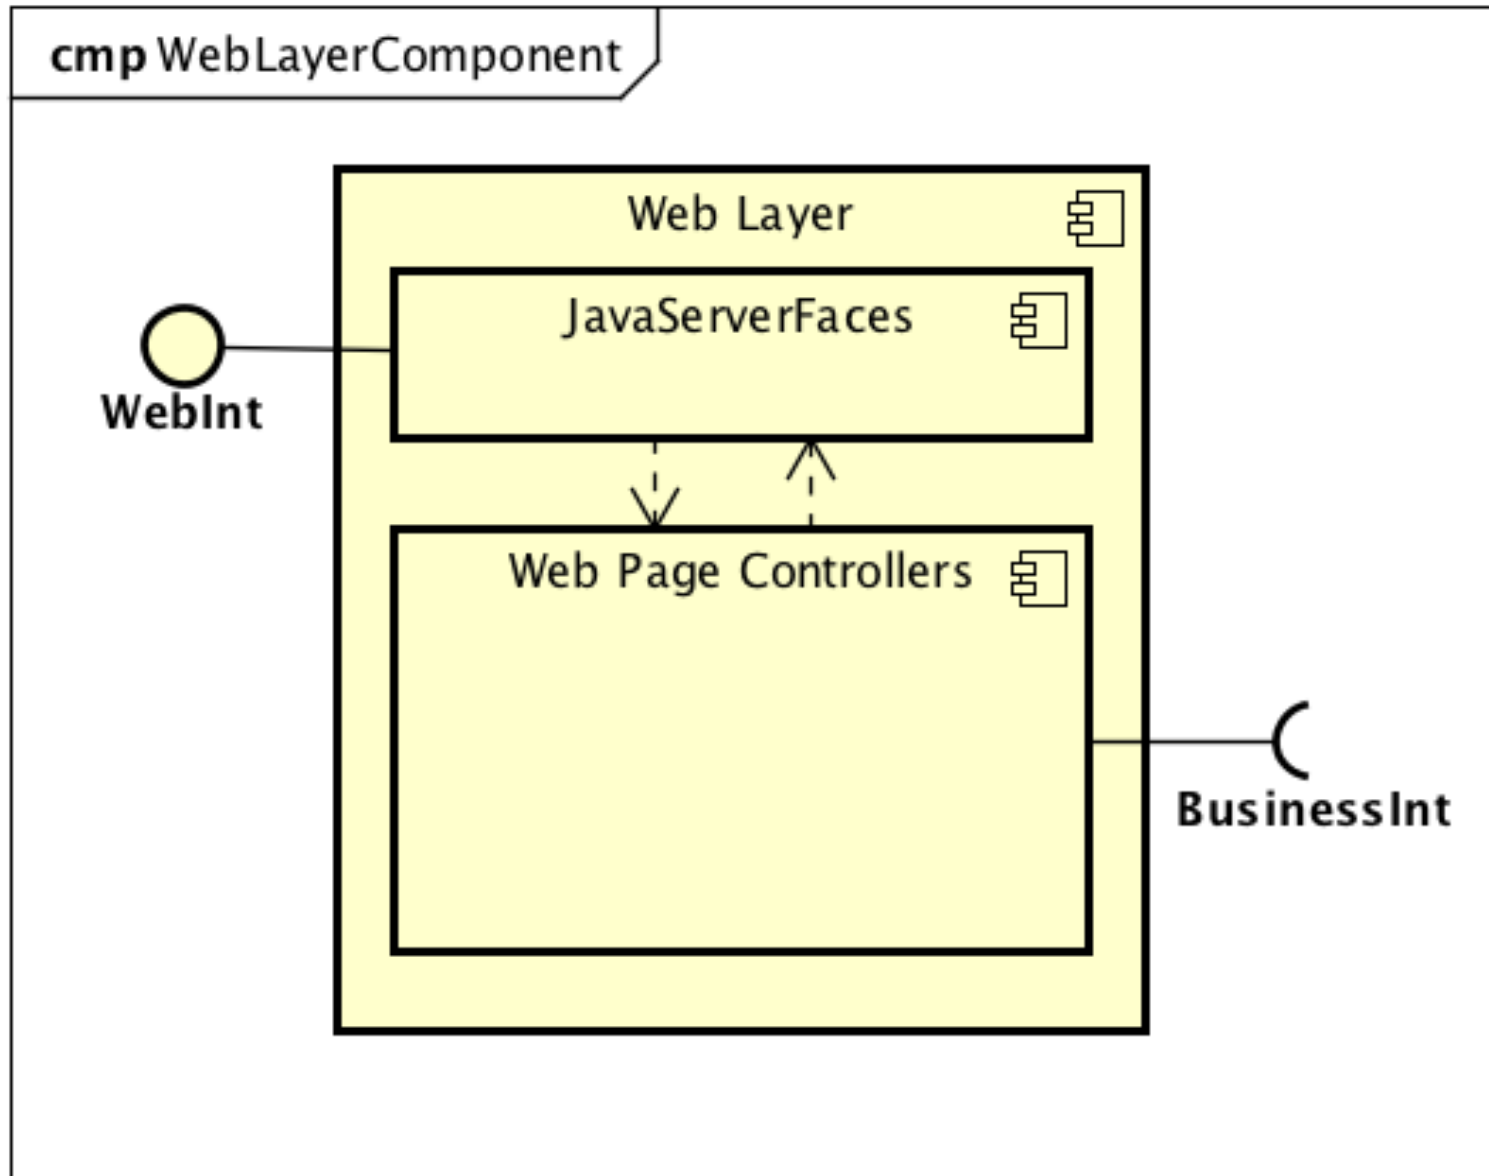 cmp WebLayerComponent
Web Layer
JavaServerFaces
WebInt
Web Page Controllers
BusinessInt